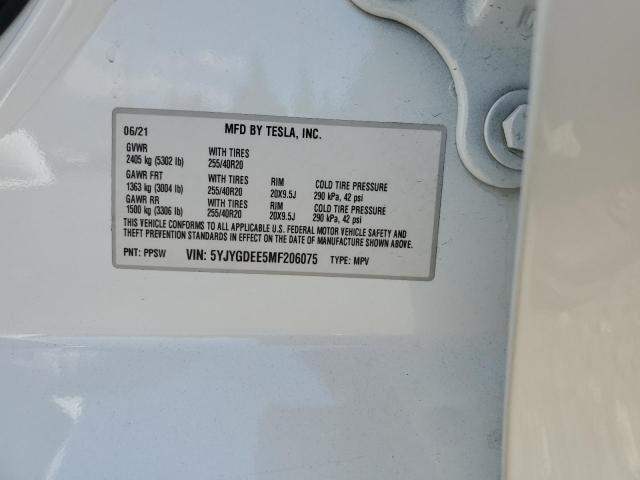 06/21 MFD BY TESLA, INC.
GVWR WITH TIRES
2405 kg (5302 lb) 255/40R20
GAWR FRT WITH TIRES RIM COLD TIRE PRESSURE
1363 kg (3004 lb) 255/40R20 20X9.5J 290 kPa, 42 psi
GAWR RR WITH TIRES RIM COLD TIRE PRESSURE
1500 kg (3306 lb) 255/40R20 20X9.5J 290 kPa, 42 psi
THIS VEHICLE CONFORMS TO ALL APPLICABLE U.S. FEDERAL MOTOR VEHICLE SAFETY AND
THEFT PREVENTION STANDARDS IN EFFECT ON THE DATE OF MANUFACTURE SHOWN ABOVE.
PNT: PPSW VIN: 5YJYGDEE5MF206075 TYPE: MPV